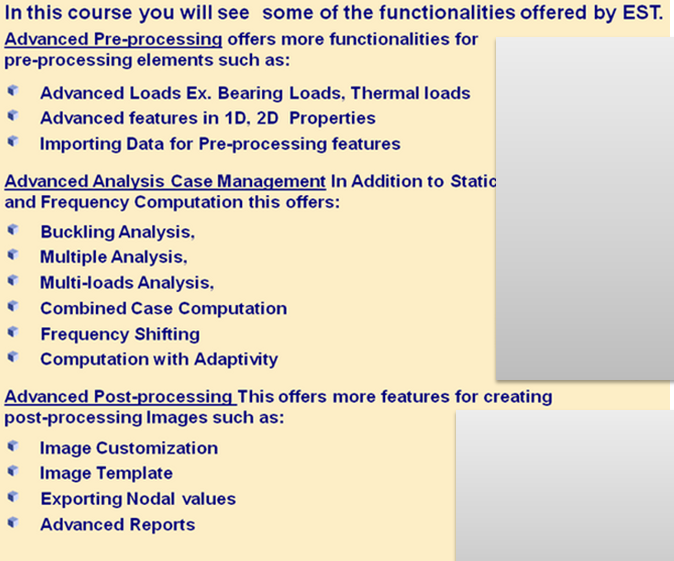 In this course you will see some of the functionalities offered by EST.
Advanced Pre-processing offers more functionalities for
pre-processing elements such as:
Advanced Loads Ex. Bearing Loads, Thermal loads
Advanced features in 1D, 2D Properties
Importing Data for Pre-processing features
Advanced Analysis Case Management In Addition to Static
and Frequency Computation this offers:
Buckling Analysis,
Multiple Analysis,
Multi-loads Analysis,
Combined Case Computation
Frequency Shifting
Computation with Adaptivity
Advanced Post-processing This offers more features for creating
post-processing Images such as:
Image Customization
Image Template
Exporting Nodal values
Advanced Reports